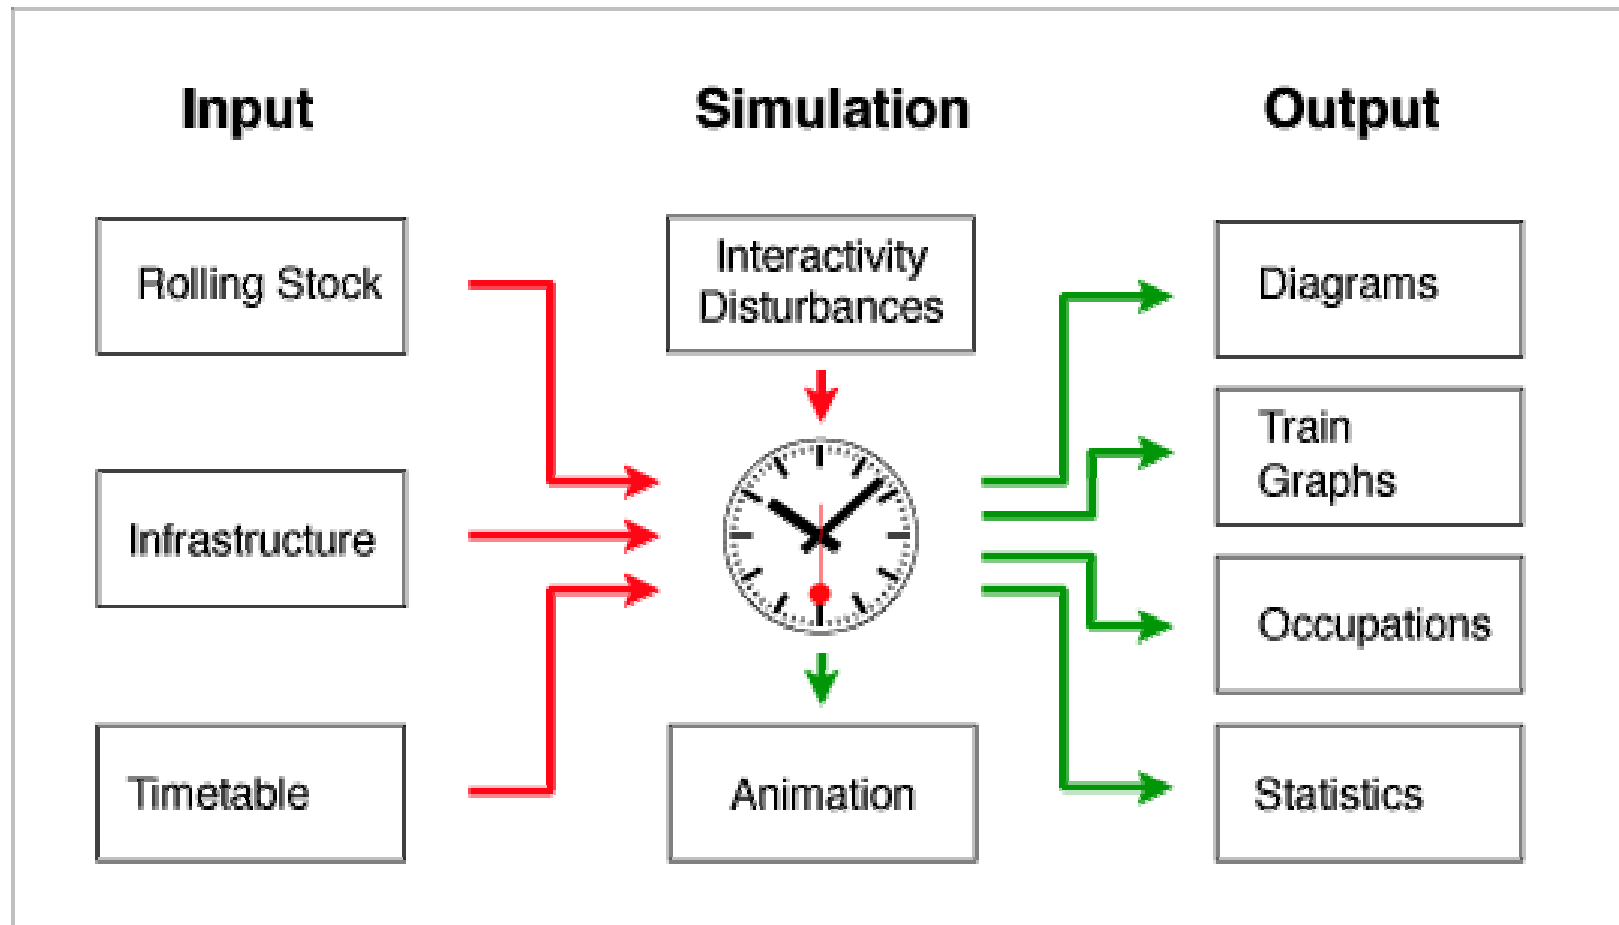 Input
Simulation
Output
Rolling Stock
Interactivity
Disturbances
Diagrams
Train
Graphs
Infrastructure
Occupations
Timetable
Animation
Statistics